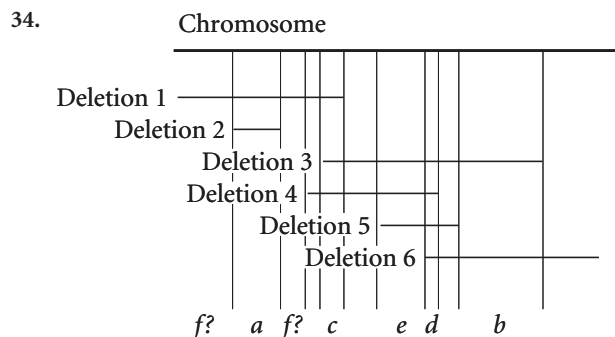 34.
Chromosome
Deletion 1
Deletion 2
Deletion 3
Deletion 4
Deletion 5
Deletion 6
f? a f? c e d b